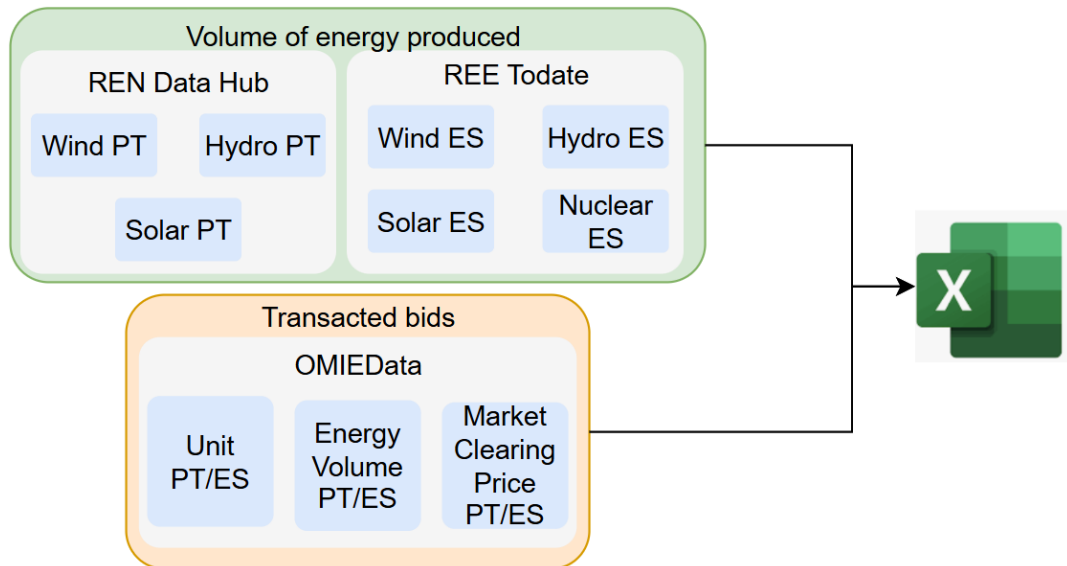 Volume of energy produced
REN Data Hub
Wind PT
Hydro PT
Solar PT
REE Todate
Wind ES
Hydro ES
Solar ES
Nuclear
ES
Transacted bids
OMIEData
Unit
PT/ES
Energy
Volume
PT/ES
Market
Clearing
Price
PT/ES
X